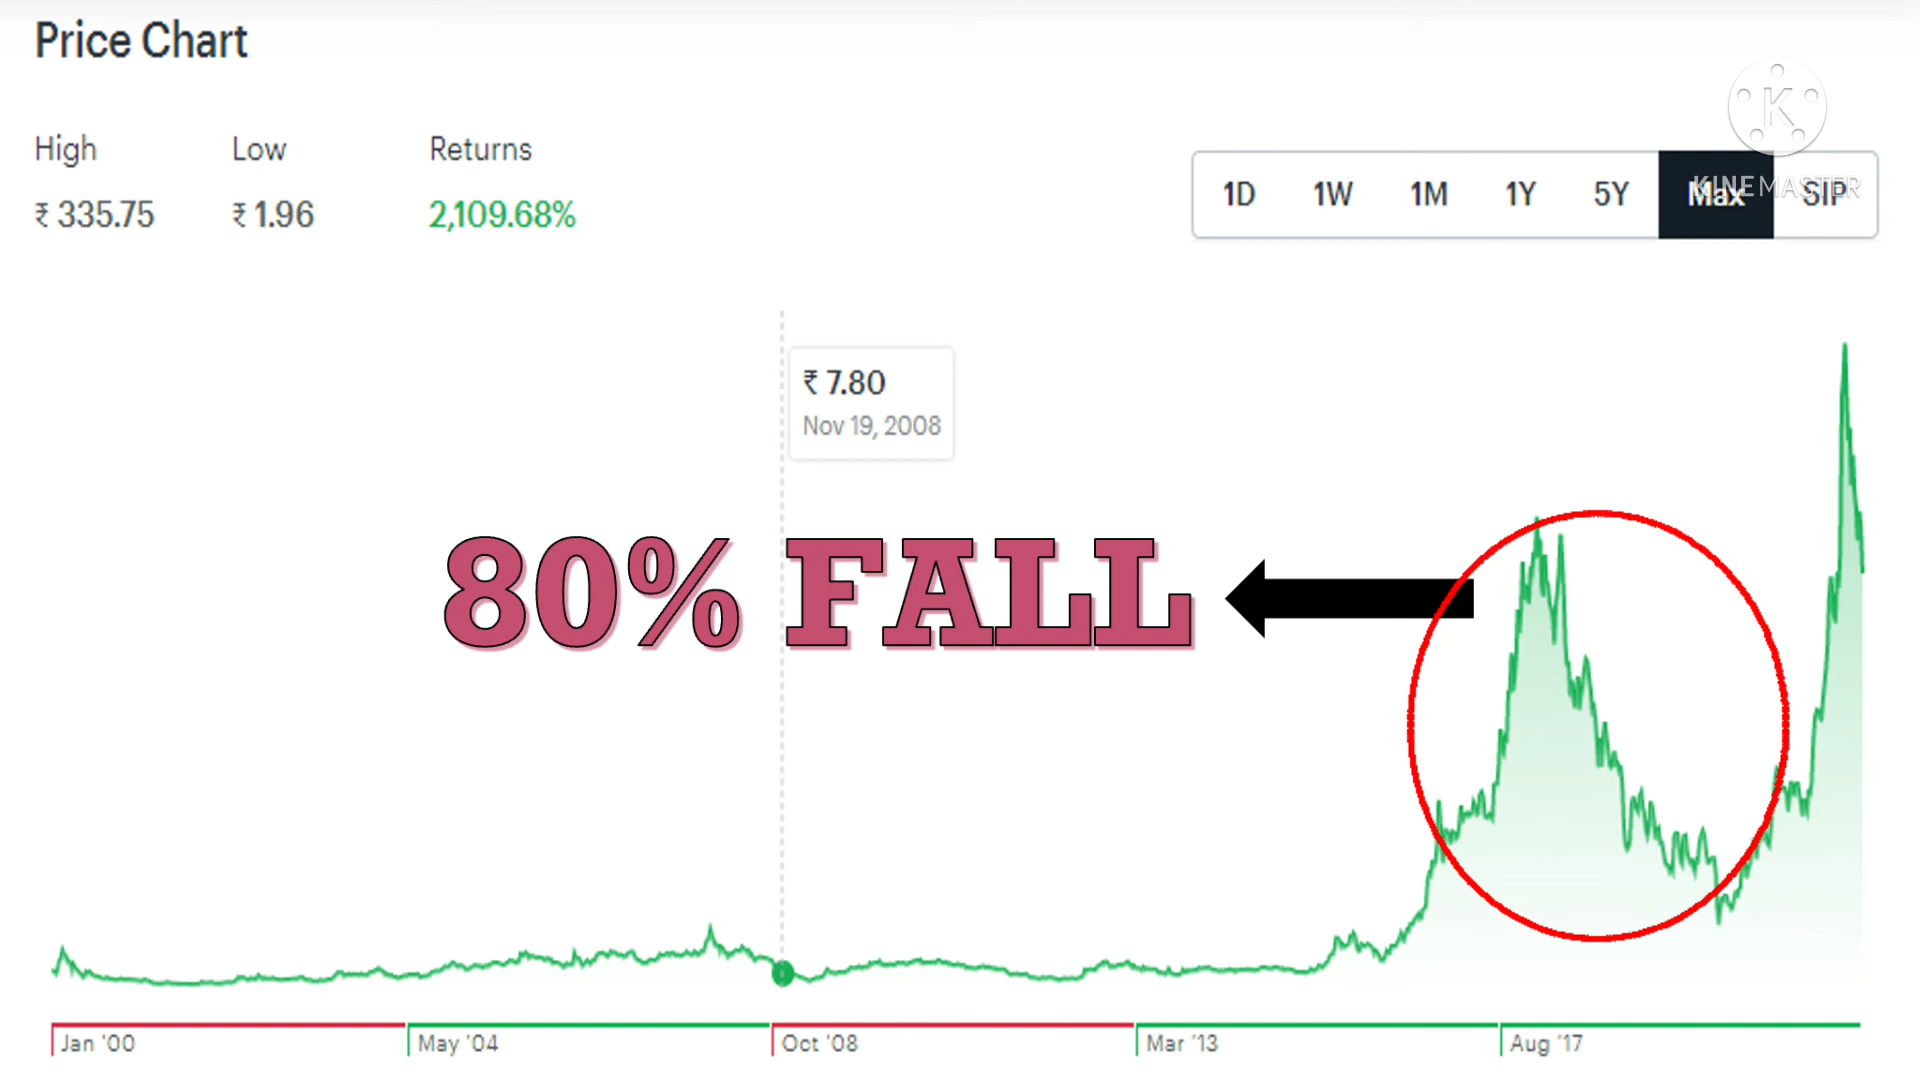 Price Chart
High Low Returns
₹ 335.75 ₹ 1.96 2,109.68%
1D 1W 1M 1Y 5Y Max SIP
K
KINEMASTER
₹ 7.80
Nov 19, 2008
80% FALL
Jan '00 May '04 Oct '08 Mar '13 Aug '17